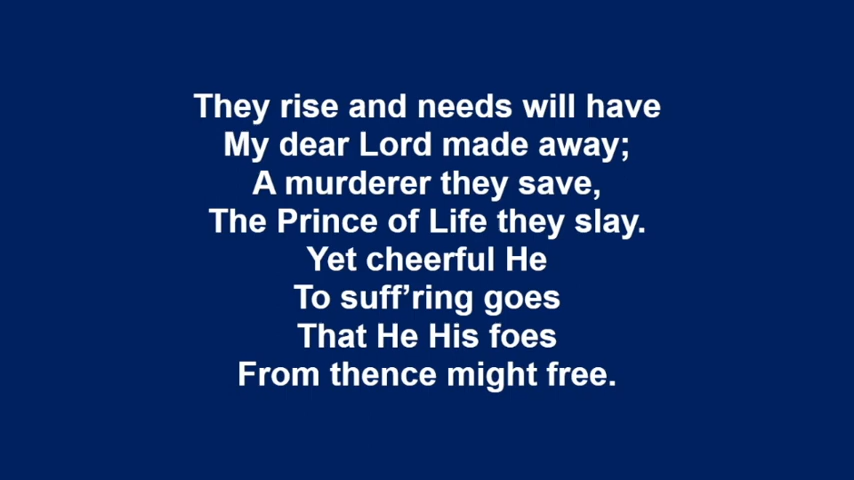 They rise and needs will have
My dear Lord made away;
A murderer they save,
The Prince of Life they slay.
Yet cheerful He
To suff’ring goes
That He His foes
From thence might free.